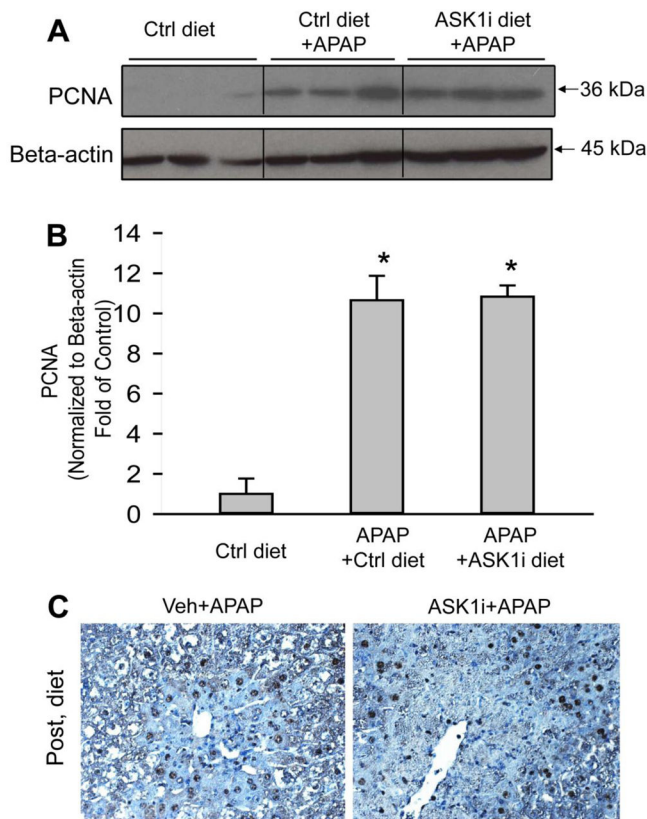 A
Ctrl diet
Ctrl diet
+APAP
ASK1i diet
+APAP
PCNA
36 kDa
Beta-actin
45 kDa
B
PCNA
(Normalized to Beta-actin
Fold of Control)
14
12
10
8
6
4
2
0
*
*
Ctrl diet
APAP
+Ctrl diet
APAP
+ASK1i diet
C
Veh+APAP
ASK1i+APAP
Post, diet